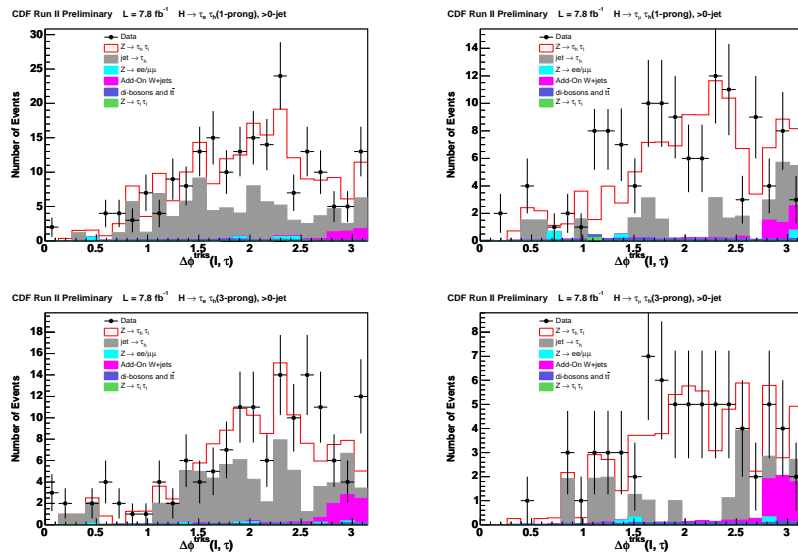 CDF Run II Preliminary L = 7.8 fb⁻¹ H → τₑ τₕ(1-prong), >0-jet
Number of Events
30
25
20
15
10
5
0
Data
Z → τₕ τₗ
jet → τₕ
Z → ee/μμ
Add-On W+jets
di-bosons and tt̄
Z → τₗ τₗ
0 0.5 1 1.5 2 2.5 3
Δϕᵗʳᵏˢ(l, τ)
CDF Run II Preliminary L = 7.8 fb⁻¹ H → τ_μ τₕ(1-prong), >0-jet
Number of Events
14
12
10
8
6
4
2
0
Data
Z → τₕ τₗ
jet → τₕ
Z → ee/μμ
Add-On W+jets
di-bosons and tt̄
Z → τₗ τₗ
0 0.5 1 1.5 2 2.5 3
Δϕᵗʳᵏˢ(l, τ)
CDF Run II Preliminary L = 7.8 fb⁻¹ H → τₑ τₕ(3-prong), >0-jet
Number of Events
18
16
14
12
10
8
6
4
2
0
Data
Z → τₕ τₗ
jet → τₕ
Z → ee/μμ
Add-On W+jets
di-bosons and tt̄
Z → τₗ τₗ
0 0.5 1 1.5 2 2.5 3
Δϕᵗʳᵏˢ(l, τ)
CDF Run II Preliminary L = 7.8 fb⁻¹ H → τ_μ τₕ(3-prong), >0-jet
Number of Events
8
7
6
5
4
3
2
1
0
Data
Z → τₕ τₗ
jet → τₕ
Z → ee/μμ
Add-On W+jets
di-bosons and tt̄
Z → τₗ τₗ
0 0.5 1 1.5 2 2.5 3
Δϕᵗʳᵏˢ(l, τ)